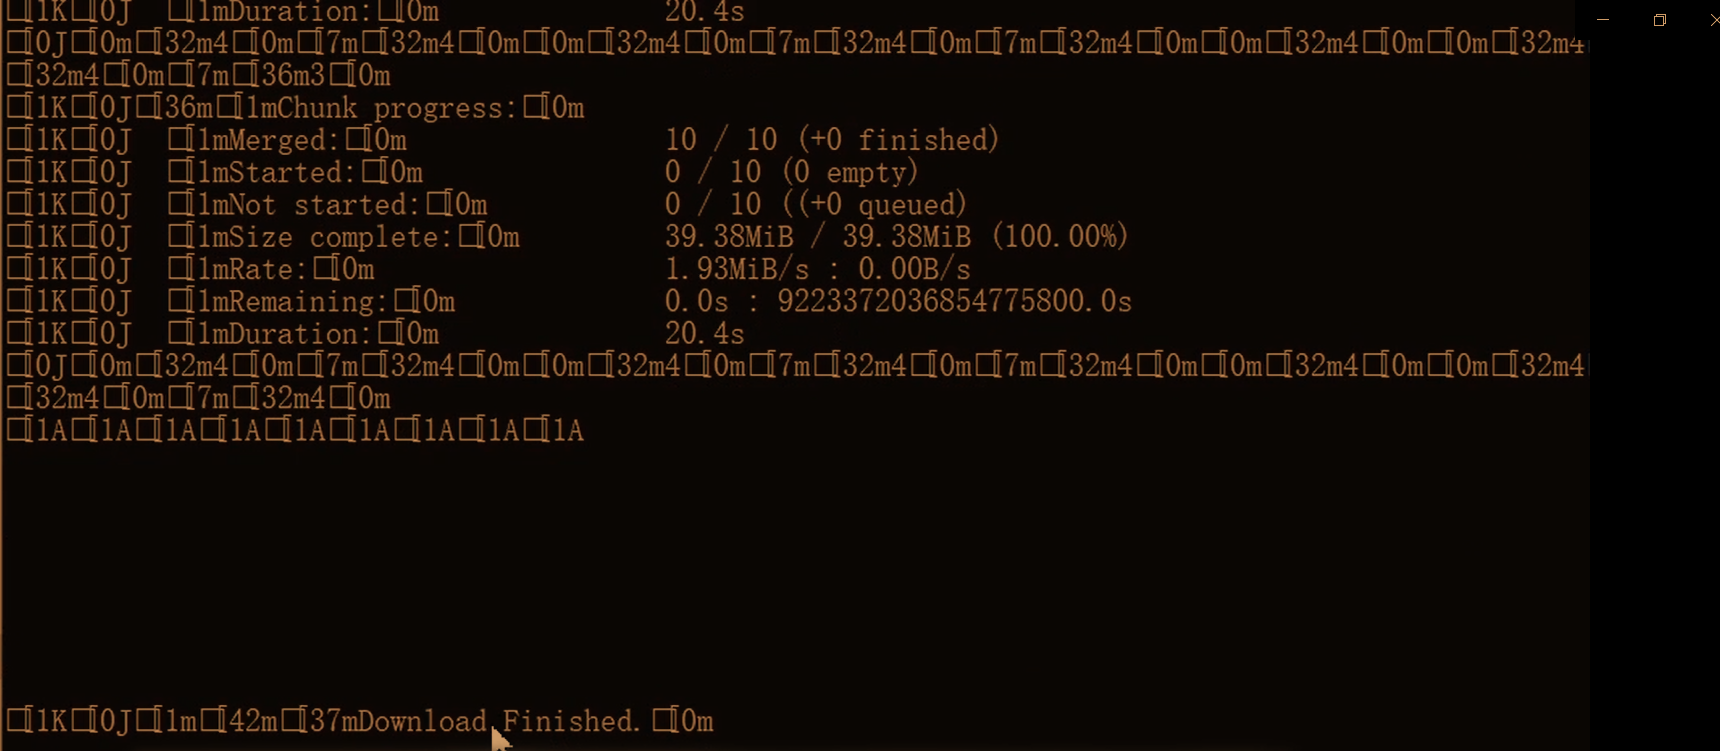 □[1K□[0J  □[1mDuration:□[0m              20.4s
□[0J□[0m□[32m4□[0m□[7m□[32m4□[0m□[0m□[32m4□[0m□[7m□[32m4□[0m□[7m□[32m4□[0m□[0m□[32m4□[0m□[0m□[32m4
□[32m4□[0m□[7m□[36m3□[0m
□[1K□[0J□[36m□[1mChunk progress:□[0m
□[1K□[0J  □[1mMerged:□[0m                10 / 10 (+0 finished)
□[1K□[0J  □[1mStarted:□[0m               0 / 10 (0 empty)
□[1K□[0J  □[1mNot started:□[0m           0 / 10 ((+0 queued)
□[1K□[0J  □[1mSize complete:□[0m         39.38MiB / 39.38MiB (100.00%)
□[1K□[0J  □[1mRate:□[0m                  1.93MiB/s : 0.00B/s
□[1K□[0J  □[1mRemaining:□[0m             0.0s : 9223372036854775800.0s
□[1K□[0J  □[1mDuration:□[0m              20.4s
□[0J□[0m□[32m4□[0m□[7m□[32m4□[0m□[0m□[32m4□[0m□[7m□[32m4□[0m□[7m□[32m4□[0m□[0m□[32m4□[0m□[0m□[32m4
□[32m4□[0m□[7m□[32m4□[0m
□[1A□[1A□[1A□[1A□[1A□[1A□[1A□[1A□[1A
□[1K□[0J□[1m□[42m□[37mDownload Finished.□[0m